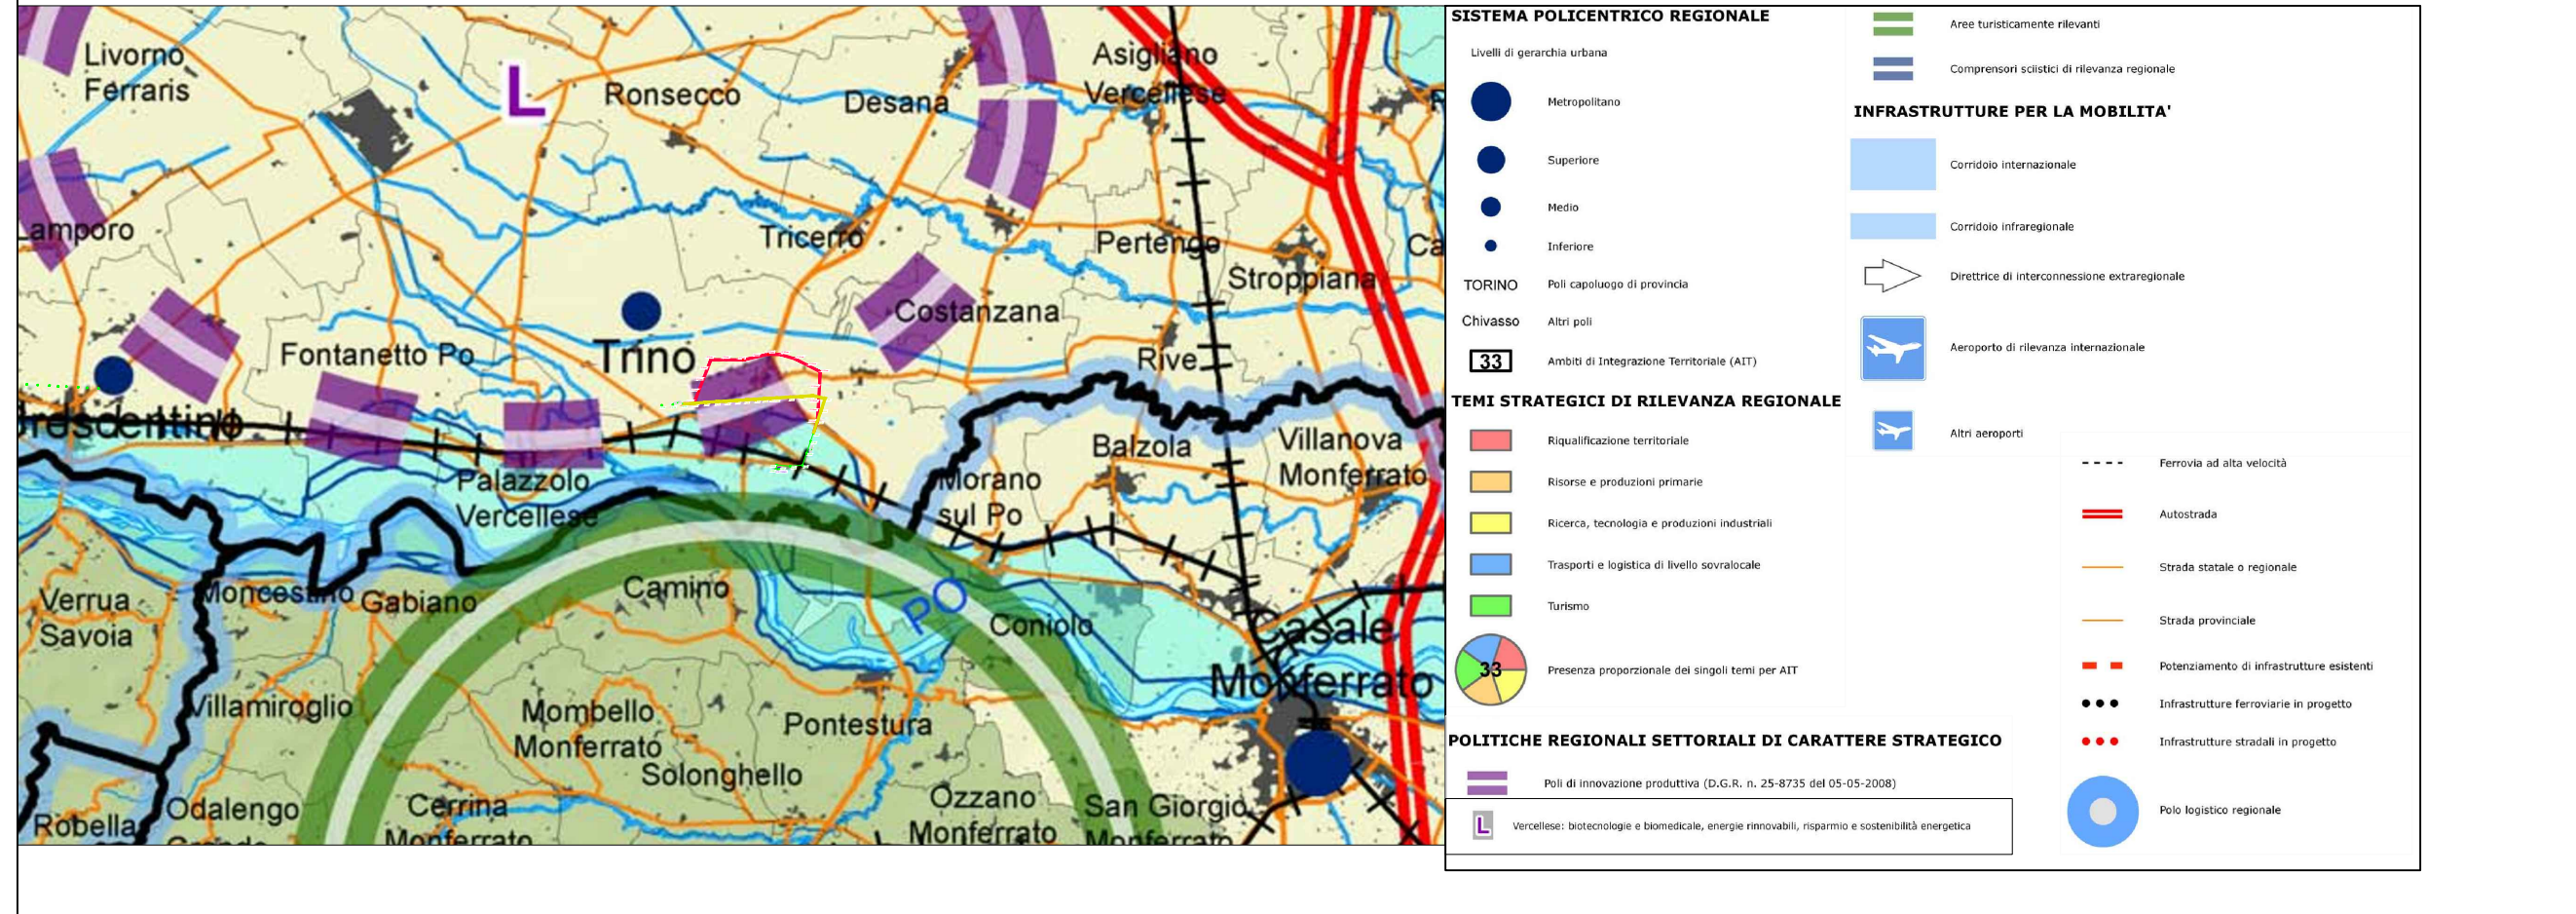 Livorno
Ferraris
L
Ronsecco
Desana
Asigliano
Vercellese
Lamporo
Tricerro
Pertengo
Stroppiana
Ca
Costanzana
Trino
Fontanetto Po
Rive
Crescentino
Palazzolo
Vercellese
Morano
sul Po
Balzola
Villanova
Monferrato
Verrua
Savoia
Moncestino
Gabiano
Camino
PO
Coniolo
Casale
Monferrato
Villamiroglio
Mombello
Monferrato
Solonghello
Pontestura
Odalengo
Grande
Robella
Cerrina
Monferrato
Ozzano
Monferrato
San Giorgio
Monferrato
SISTEMA POLICENTRICO REGIONALE
Livelli di gerarchia urbana
Metropolitano
Superiore
Medio
Inferiore
TORINO Poli capoluogo di provincia
Chivasso Altri poli
33 Ambiti di Integrazione Territoriale (AIT)
TEMI STRATEGICI DI RILEVANZA REGIONALE
Riqualificazione territoriale
Risorse e produzioni primarie
Ricerca, tecnologia e produzioni industriali
Trasporti e logistica di livello sovralocale
Turismo
33 Presenza proporzionale dei singoli temi per AIT
POLITICHE REGIONALI SETTORIALI DI CARATTERE STRATEGICO
Poli di innovazione produttiva (D.G.R. n. 25-8735 del 05-05-2008)
L Vercellese: biotecnologie e biomedicale, energie rinnovabili, risparmio e sostenibilità energetica
Aree turisticamente rilevanti
Comprensori sciistici di rilevanza regionale
INFRASTRUTTURE PER LA MOBILITA'
Corridoio internazionale
Corridoio infraregionale
Direttrice di interconnessione extraregionale
Aeroporto di rilevanza internazionale
Altri aeroporti
Ferrovia ad alta velocità
Autostrada
Strada statale o regionale
Strada provinciale
Potenziamento di infrastrutture esistenti
Infrastrutture ferroviarie in progetto
Infrastrutture stradali in progetto
Polo logistico regionale